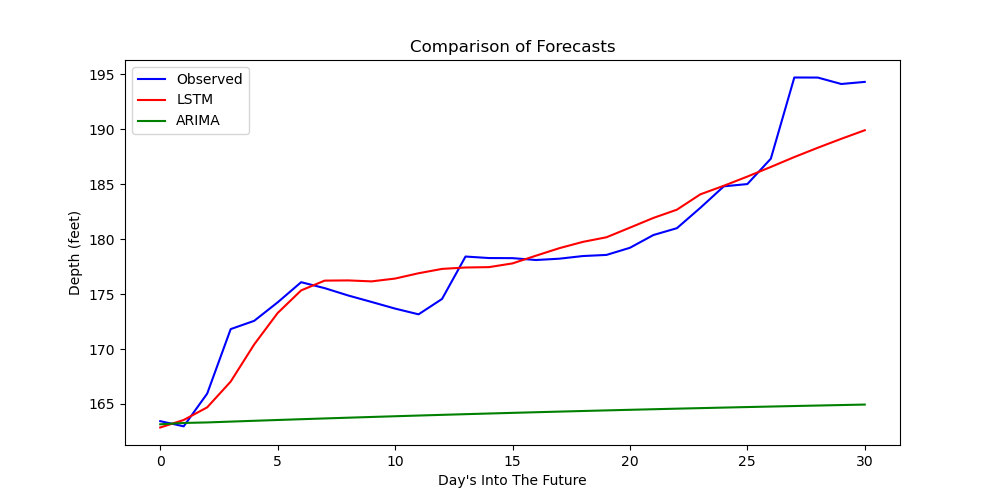 Comparison of Forecasts
Observed
LSTM
ARIMA
Depth (feet)
195
190
185
180
175
170
165
0 5 10 15 20 25 30
Day's Into The Future